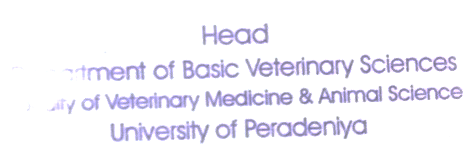 Head
of Basic Veterinary Sciences
of Veterinary Medicine & Animal Science
University of Peradeniya